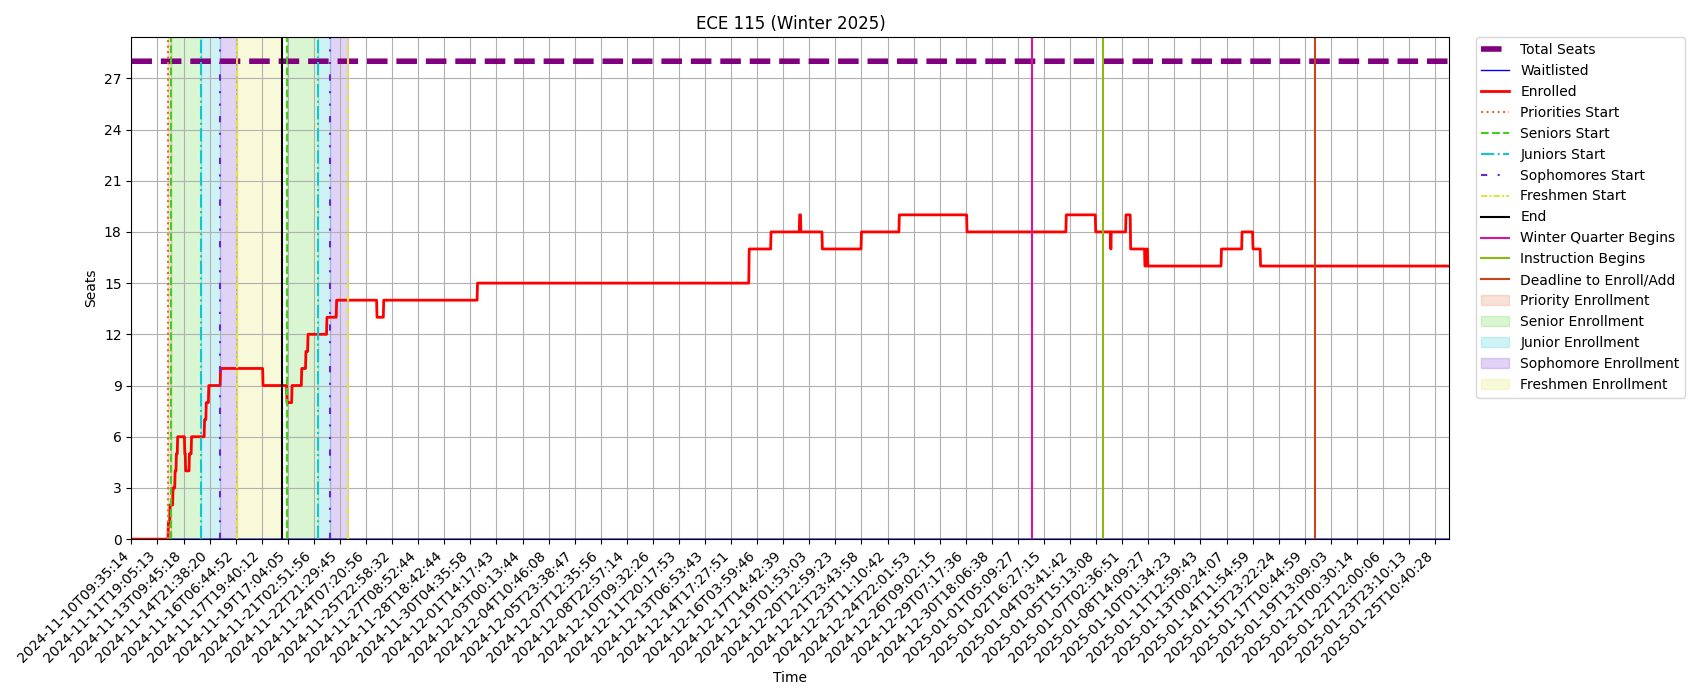 ECE 115 (Winter 2025)
Seats
27
24
21
18
15
12
9
6
3
0
2024-11-10T09:35:14
2024-11-11T19:05:13
2024-11-13T09:45:18
2024-11-14T21:38:20
2024-11-16T06:44:52
2024-11-17T19:40:12
2024-11-19T17:04:05
2024-11-21T02:51:56
2024-11-22T21:29:45
2024-11-24T07:20:56
2024-11-25T22:58:32
2024-11-27T08:52:44
2024-11-28T18:42:44
2024-11-30T04:35:58
2024-12-01T14:17:43
2024-12-03T00:13:44
2024-12-04T10:46:08
2024-12-05T23:38:47
2024-12-07T12:35:56
2024-12-08T22:57:14
2024-12-10T09:32:26
2024-12-11T20:17:53
2024-12-13T06:53:43
2024-12-14T17:27:51
2024-12-16T03:59:46
2024-12-17T14:42:39
2024-12-19T01:53:03
2024-12-20T12:59:23
2024-12-21T23:43:58
2024-12-23T11:10:42
2024-12-24T22:01:53
2024-12-26T09:02:15
2024-12-29T07:17:36
2024-12-30T18:06:38
2025-01-01T05:09:27
2025-01-02T16:27:15
2025-01-04T03:41:42
2025-01-05T15:13:08
2025-01-07T02:36:51
2025-01-08T14:09:27
2025-01-10T01:34:23
2025-01-11T12:59:43
2025-01-13T00:24:07
2025-01-14T11:54:59
2025-01-15T23:22:24
2025-01-17T10:44:59
2025-01-19T13:09:03
2025-01-21T00:30:14
2025-01-22T12:00:06
2025-01-23T23:10:13
2025-01-25T10:40:28
Time
Total Seats
Waitlisted
Enrolled
Priorities Start
Seniors Start
Juniors Start
Sophomores Start
Freshmen Start
End
Winter Quarter Begins
Instruction Begins
Deadline to Enroll/Add
Priority Enrollment
Senior Enrollment
Junior Enrollment
Sophomore Enrollment
Freshmen Enrollment